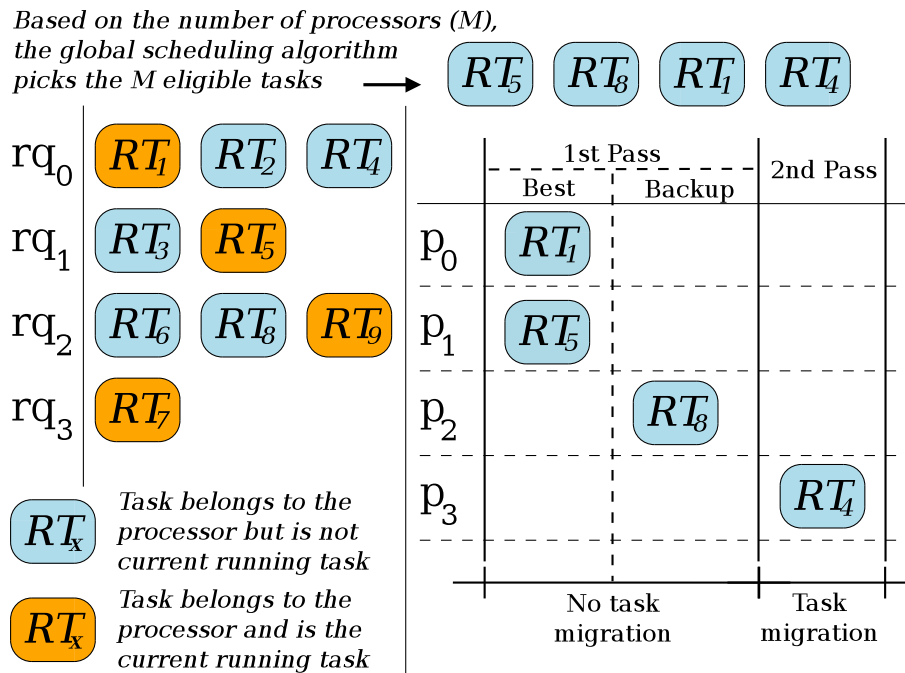 Based on the number of processors (M),
the global scheduling algorithm
picks the M eligible tasks
RT5 RT8 RT1 RT4
rq0 RT1 RT2 RT4
rq1 RT3 RT5
rq2 RT6 RT8 RT9
rq3 RT7
RTx Task belongs to the
processor but is not
current running task
RTx Task belongs to the
processor and is the
current running task
1st Pass 2nd Pass
Best Backup
p0 RT1
p1 RT5
p2 RT8
p3 RT4
No task
migration
Task
migration